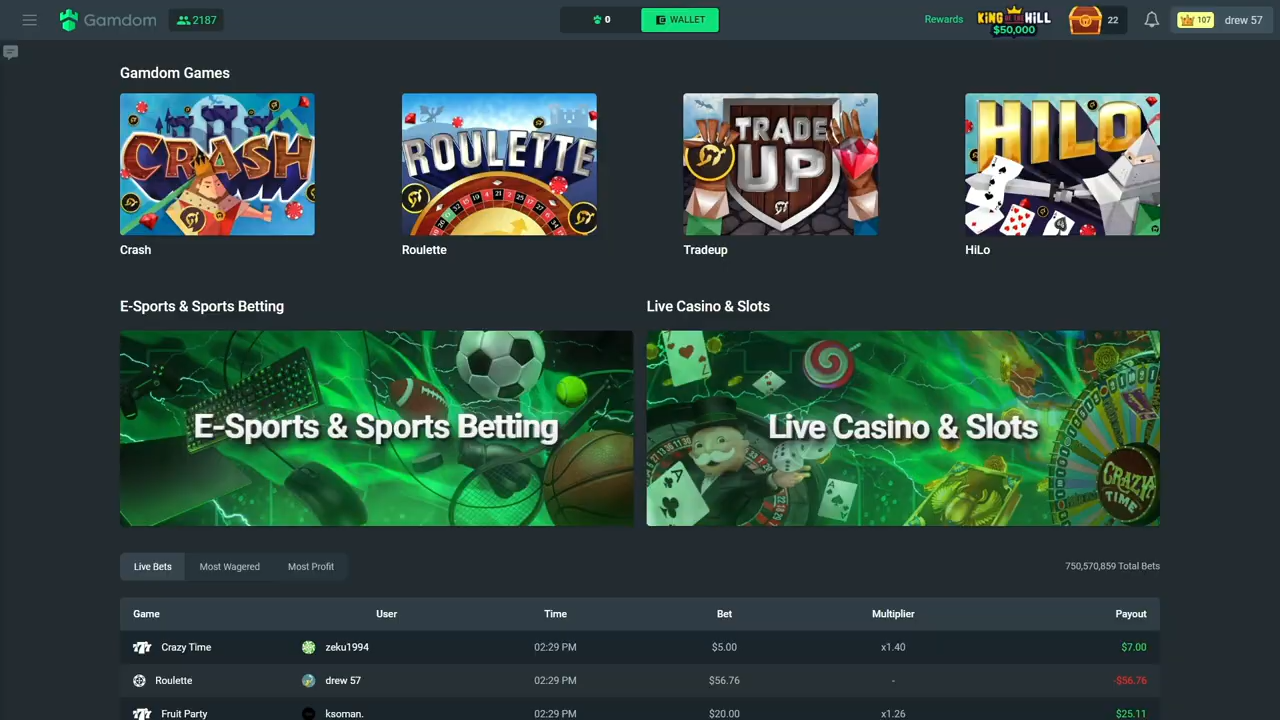 Gamdom
2187
0
WALLET
Rewards
KING OF THE HILL
$50,000
22
107
drew 57
Gamdom Games
CRASH
ROULETTE
TRADE
UP
HILO
Crash
Roulette
Tradeup
HiLo
E-Sports & Sports Betting
Live Casino & Slots
E-Sports & Sports Betting
Live Casino & Slots
CRAZY
TIME
Live Bets
Most Wagered
Most Profit
750,570,859 Total Bets
Game User Time Bet Multiplier Payout
Crazy Time zeku1994 02:29 PM $5.00 x1.40 $7.00
Roulette drew 57 02:29 PM $56.76 - -$56.76
Fruit Party ksoman. 02:29 PM $20.00 x1.26 $25.11